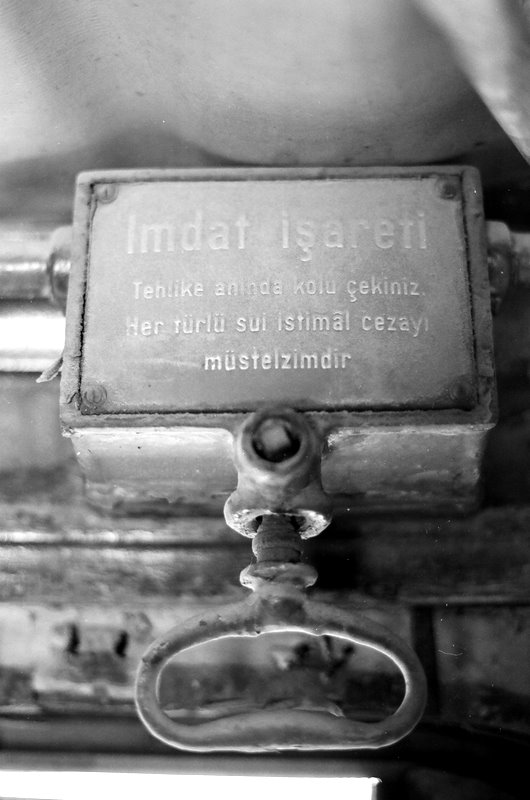 İmdat işareti
Tehlike anında kolu çekiniz.
Her türlü sui istimâl cezayı
müstelzimdir